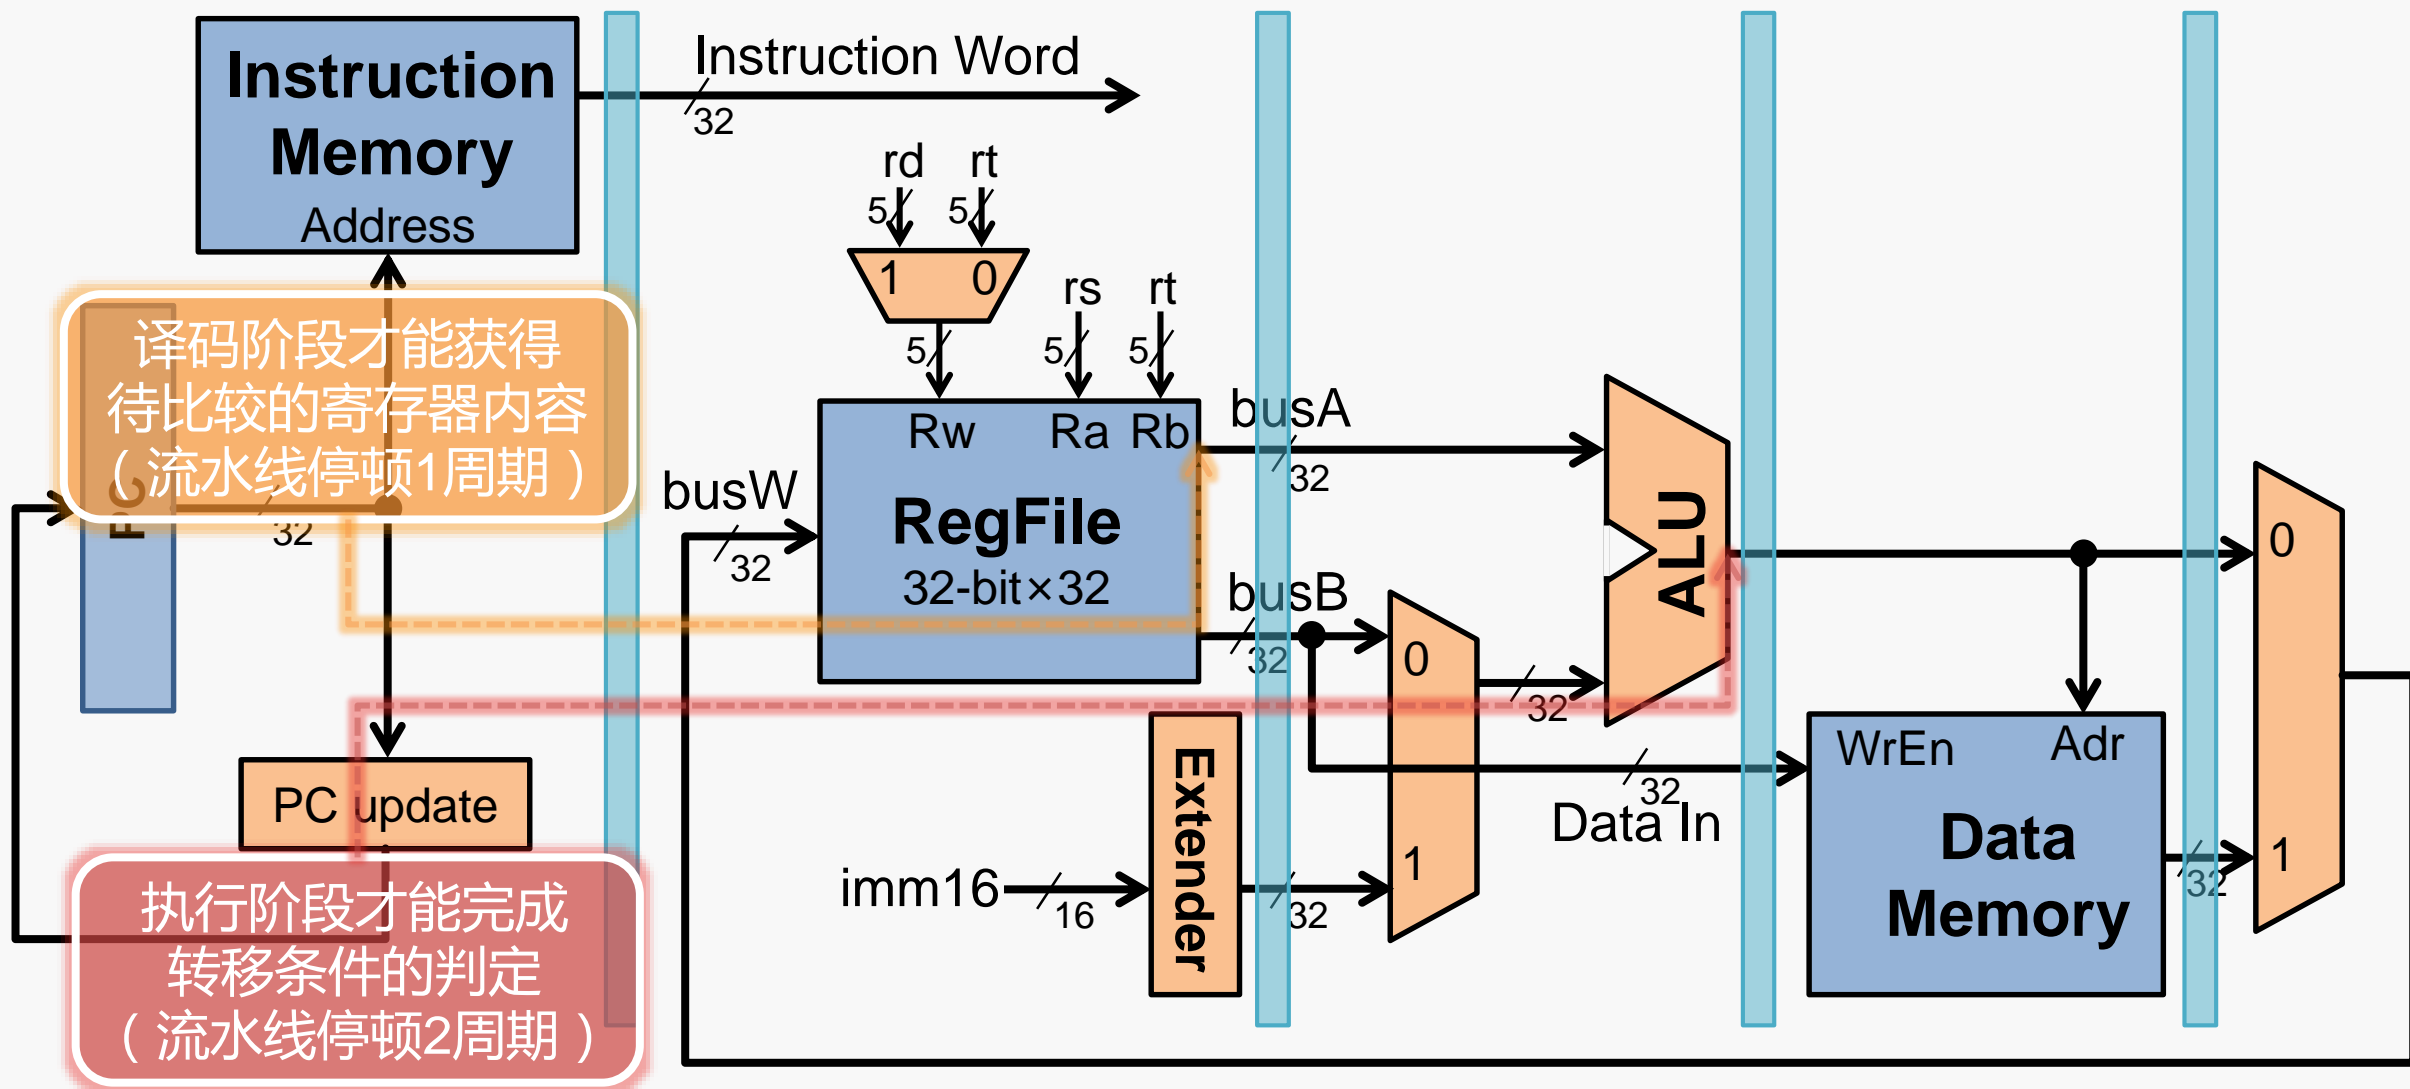 Instruction
Memory
Address
Instruction Word
32
rd
rt
5
5
1
0
rs
rt
5
5
5
译码阶段才能获得
待比较的寄存器内容
（流水线停顿1周期）
PC
32
32
busW
32
Rw
Ra
Rb
RegFile
32-bit×32
busA
32
busB
32
0
1
32
ALU
0
1
PC update
执行阶段才能完成
转移条件的判定
（流水线停顿2周期）
imm16
16
Extender
32
32
Data In
WrEn
Adr
Data
Memory
32